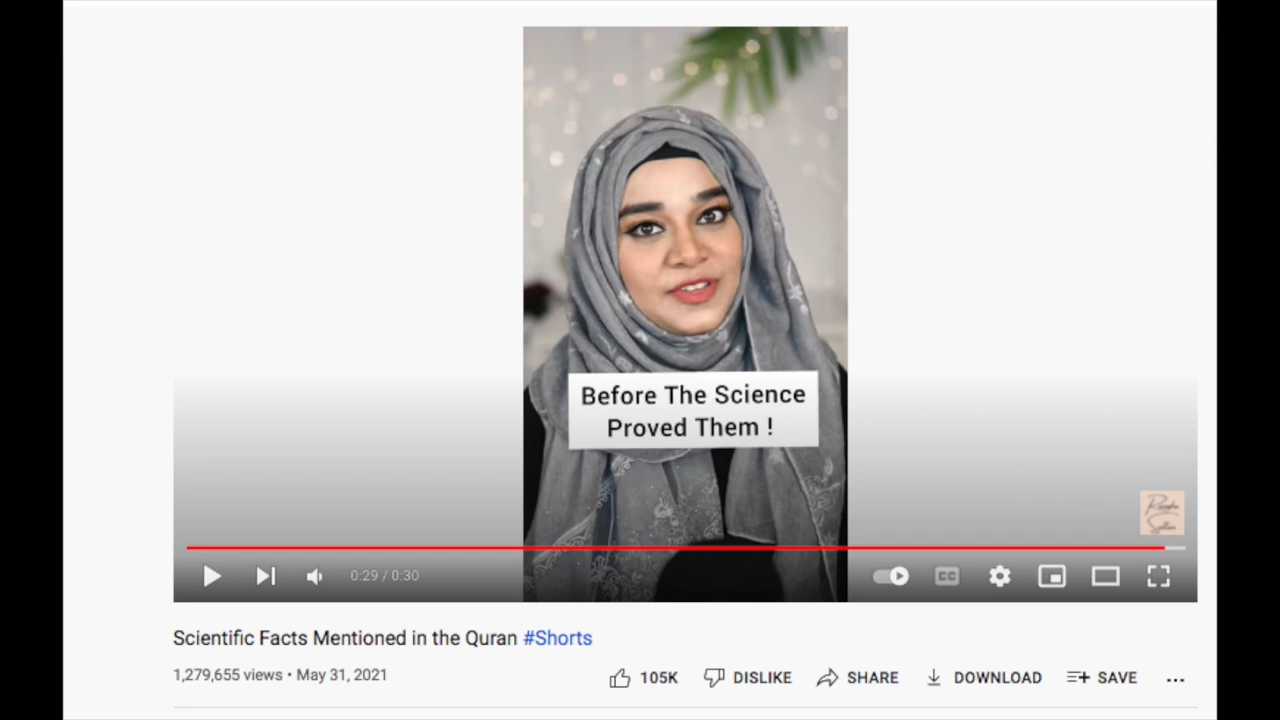 Before The Science
Proved Them !
0:29 / 0:30
CC
Scientific Facts Mentioned in the Quran #Shorts
1,279,655 views • May 31, 2021
105K DISLIKE SHARE DOWNLOAD SAVE